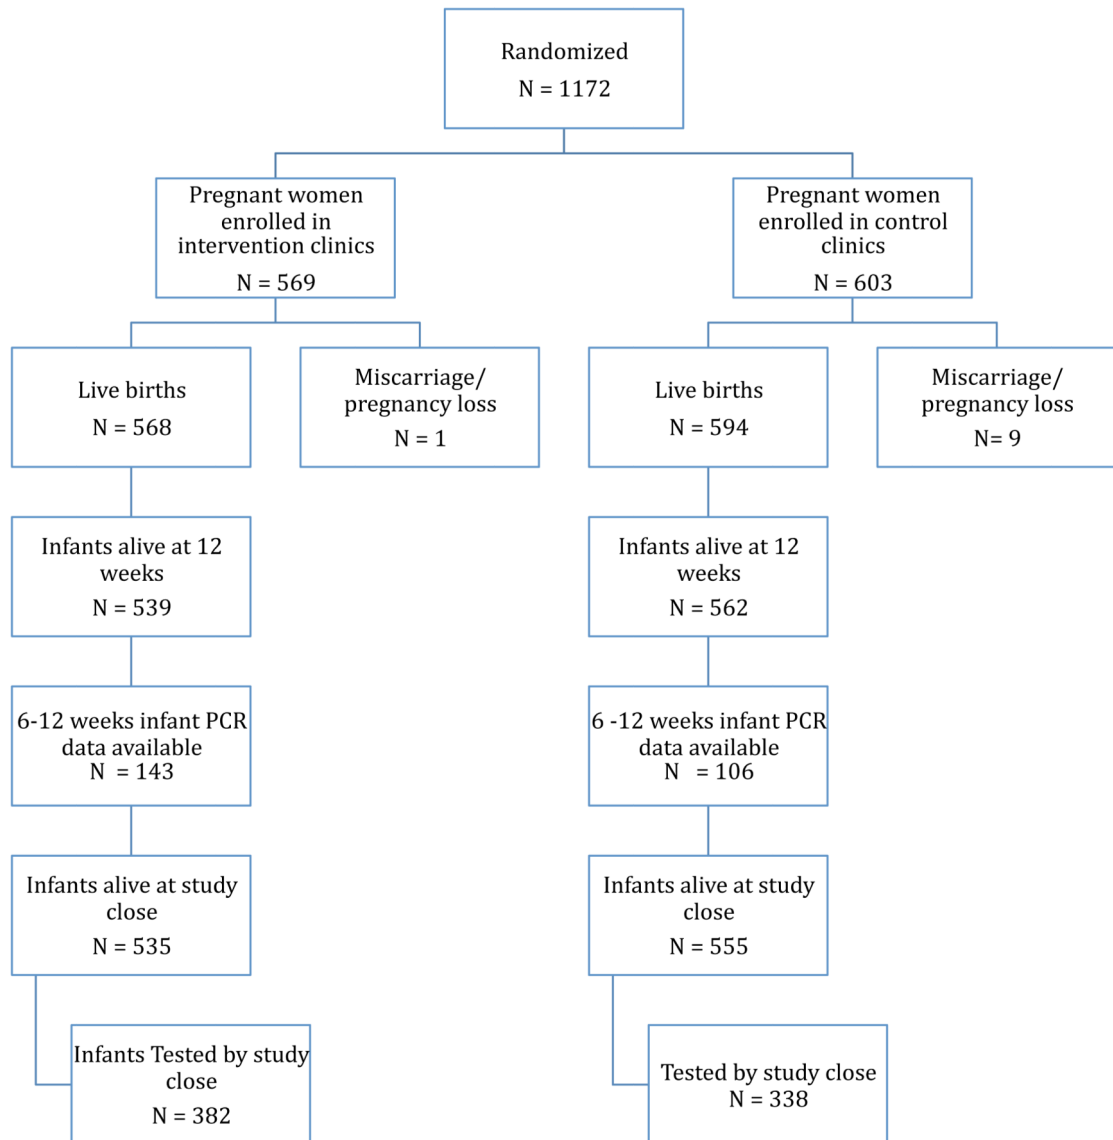 Randomized
N = 1172
Pregnant women
enrolled in
intervention clinics
N = 569
Pregnant women
enrolled in control
clinics
N = 603
Live births
N = 568
Miscarriage/
pregnancy loss
N = 1
Live births
N = 594
Miscarriage/
pregnancy loss
N= 9
Infants alive at 12
weeks
N = 539
Infants alive at 12
weeks
N = 562
6-12 weeks infant PCR
data available
N  = 143
6 -12 weeks infant PCR
data available
N   = 106
Infants alive at study
close
N = 535
Infants alive at study
close
N = 555
Infants Tested by study
close
N = 382
Tested by study close
N = 338